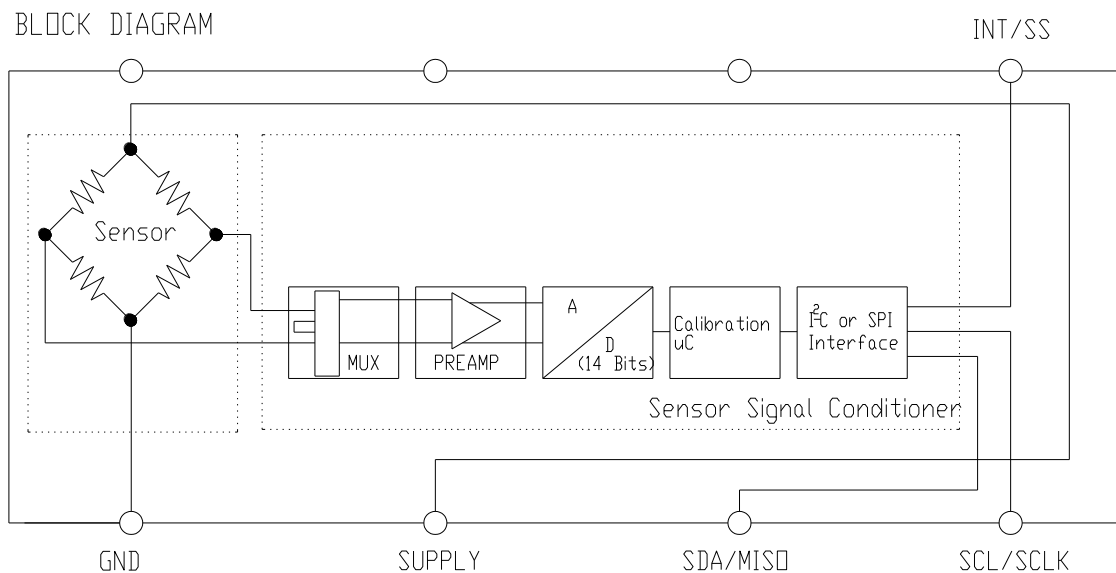 BLOCK DIAGRAM
INT/SS
Sensor
A
D
(14 Bits)
MUX
PREAMP
Calibration
uC
I²C or SPI
Interface
Sensor Signal Conditioner
GND
SUPPLY
SDA/MISO
SCL/SCLK